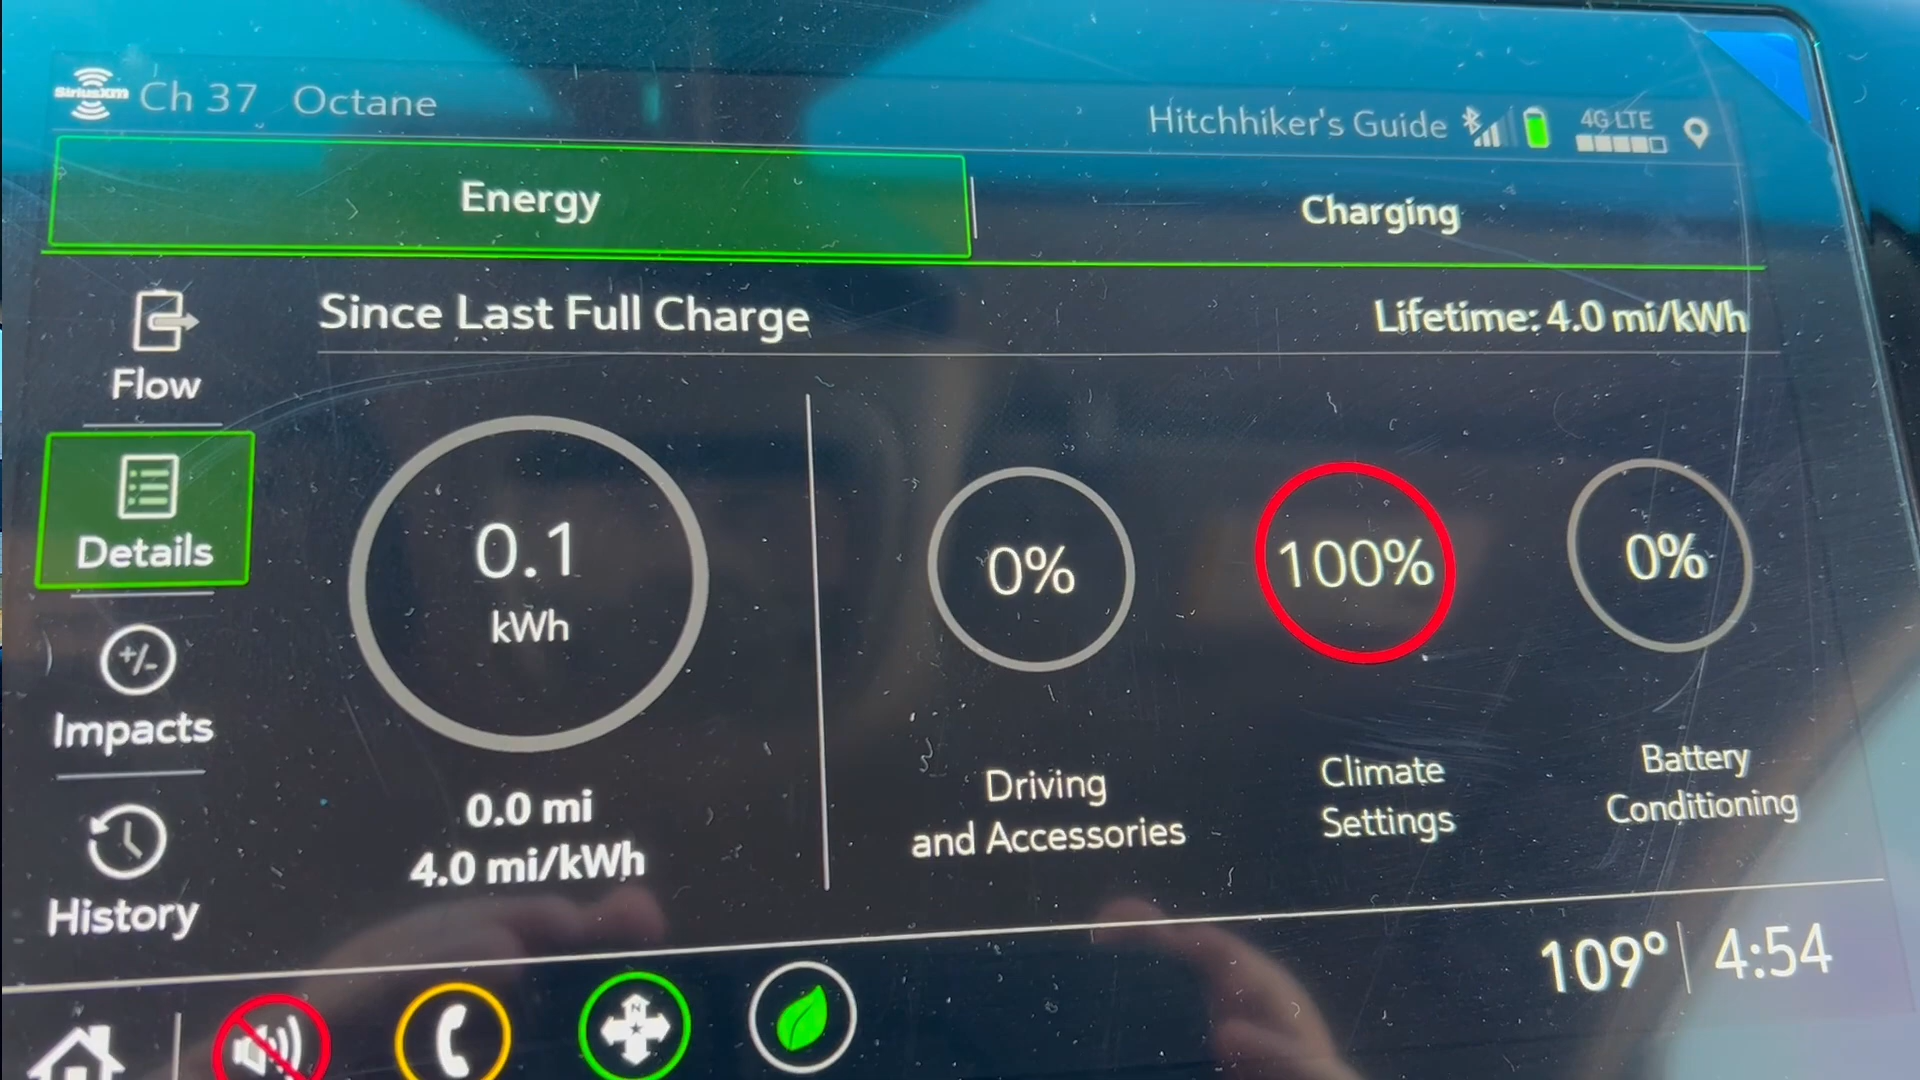 SiriusXM Ch 37 Octane
Hitchhiker's Guide 4G LTE
Energy
Charging
Since Last Full Charge
Lifetime: 4.0 mi/kWh
Flow
Details
Impacts
History
0.1
kWh
0.0 mi
4.0 mi/kWh
0%
Driving
and Accessories
100%
Climate
Settings
0%
Battery
Conditioning
109° 4:54
N